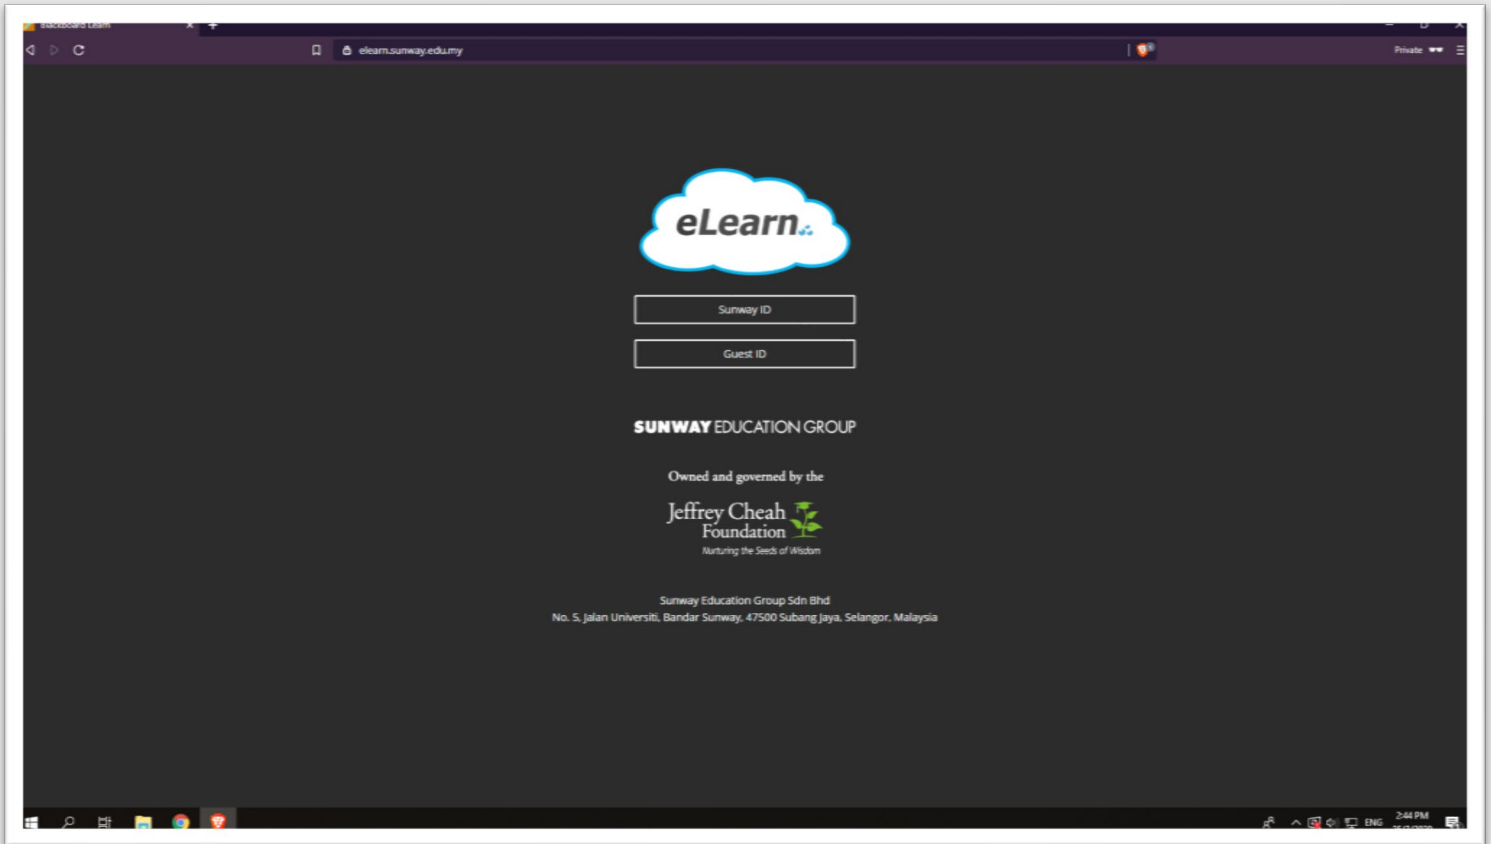 Blackboard Learn
elearn.sunway.edu.my
Private
eLearn
Sunway ID
Guest ID
SUNWAY EDUCATION GROUP
Owned and governed by the
Jeffrey Cheah
Foundation
Nurturing the Seeds of Wisdom
Sunway Education Group Sdn Bhd
No. 5, Jalan Universiti, Bandar Sunway, 47500 Subang Jaya, Selangor, Malaysia
ENG
2:44 PM